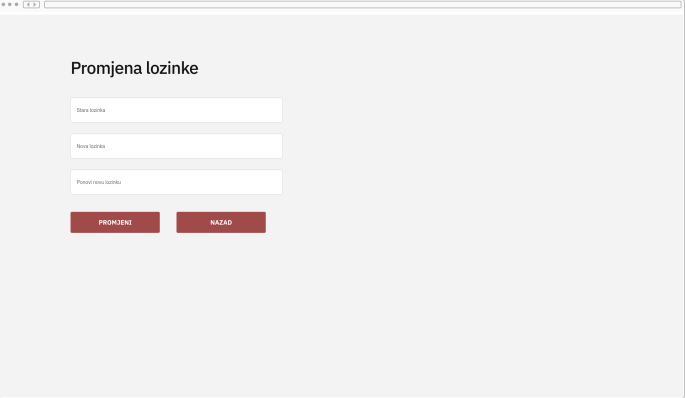 Promjena lozinke
Stara lozinka
Nova lozinka
Ponovi novu lozinku
PROMJENI
NAZAD